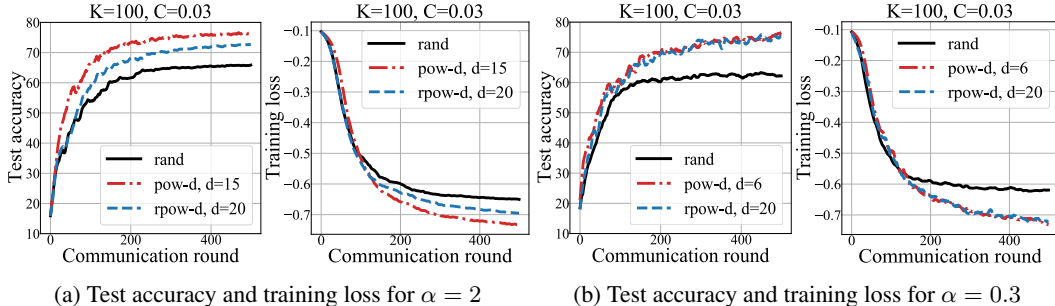 K=100, C=0.03
Test accuracy
80
70
60
50
40
30
20
10
rand
pow-d, d=15
rpow-d, d=20
0
200
400
Communication round
K=100, C=0.03
Training loss
−0.1
−0.2
−0.3
−0.4
−0.5
−0.6
−0.7
rand
pow-d, d=15
rpow-d, d=20
0
200
400
Communication round
(a) Test accuracy and training loss for α = 2
K=100, C=0.03
Test accuracy
80
70
60
50
40
30
20
10
rand
pow-d, d=6
rpow-d, d=20
0
200
400
Communication round
K=100, C=0.03
Training loss
−0.1
−0.2
−0.3
−0.4
−0.5
−0.6
−0.7
rand
pow-d, d=6
rpow-d, d=20
0
200
400
Communication round
(b) Test accuracy and training loss for α = 0.3